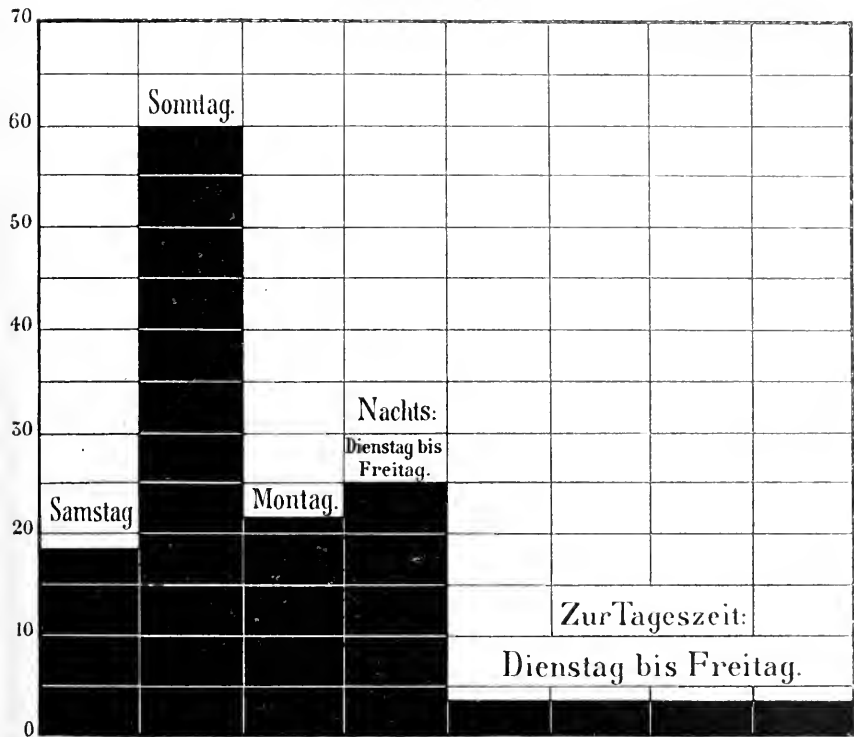 70
60
50
40
30
20
10
0
Sonntag.
Nachts:
Dienstag bis
Freitag.
Samstag
Montag.
Zur Tageszeit:
Dienstag bis Freitag.